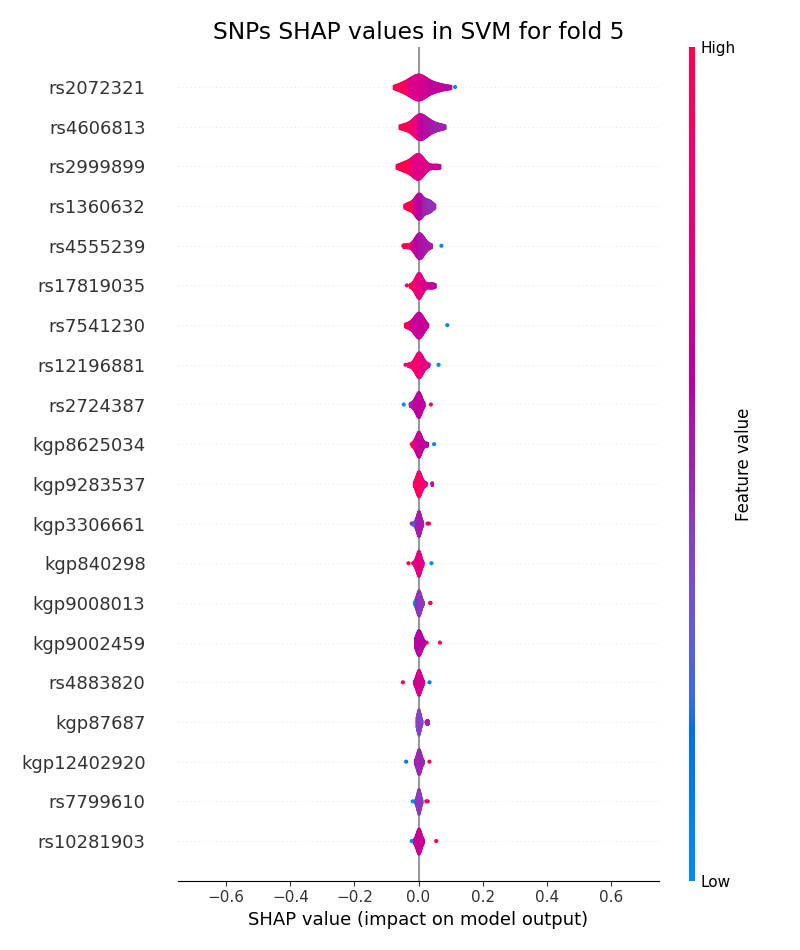 SNPs SHAP values in SVM for fold 5
High
rs2072321
rs4606813
rs2999899
rs1360632
rs4555239
rs17819035
rs7541230
rs12196881
rs2724387
kgp8625034
kgp9283537
kgp3306661
kgp840298
kgp9008013
kgp9002459
rs4883820
kgp87687
kgp12402920
rs7799610
rs10281903
Feature value
Low
−0.6 −0.4 −0.2 0.0 0.2 0.4 0.6
SHAP value (impact on model output)